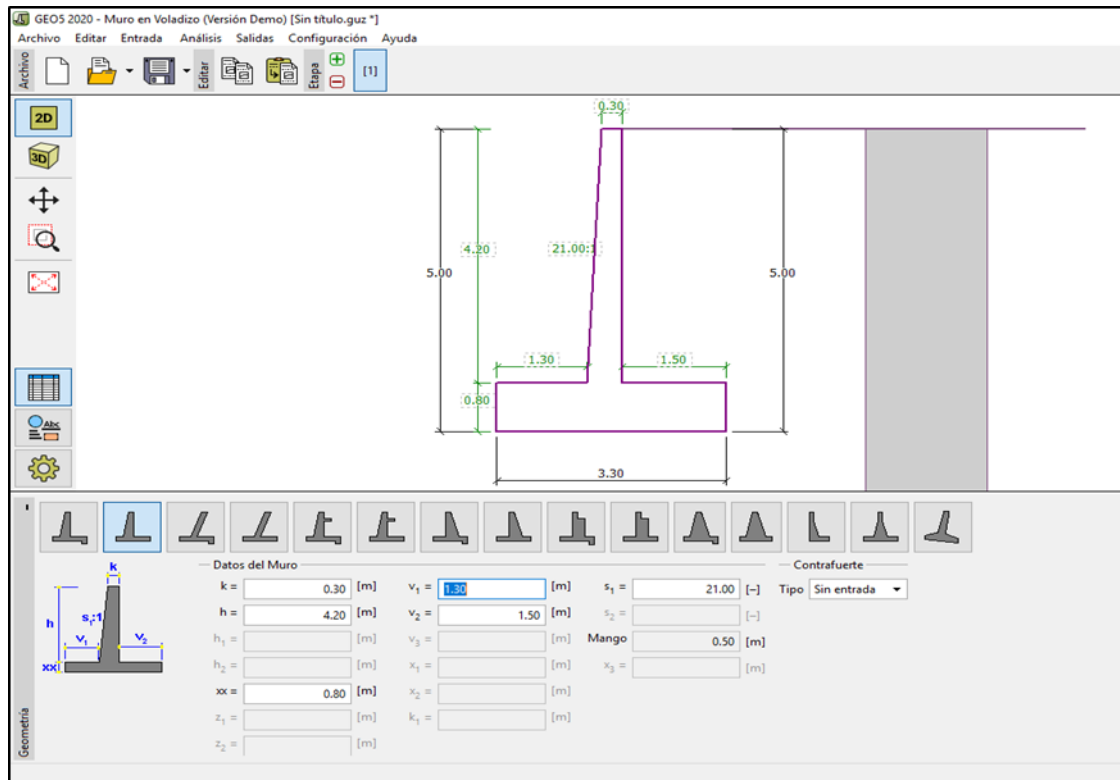 GEO5 2020 - Muro en Voladizo (Versión Demo) [Sin título.guz *]
Archivo Editar Entrada Análisis Salidas Configuración Ayuda
Archivo
Editar
Etapa
[1]
2D
3D
Abc
0.30
4.20
21.00:1
5.00
5.00
1.30
1.50
0.80
3.30
Geometría
k
h
s1:1
v1
v2
xx
Datos del Muro
k = 0.30 [m] v1 = 1.30 [m] s1 = 21.00 [–]
h = 4.20 [m] v2 = 1.50 [m] s2 = [–]
h1 = [m] v3 = [m] Mango 0.50 [m]
h2 = [m] x1 = [m] x3 = [m]
xx = 0.80 [m] x2 = [m]
z1 = [m] k1 = [m]
z2 = [m]
Contrafuerte
Tipo Sin entrada